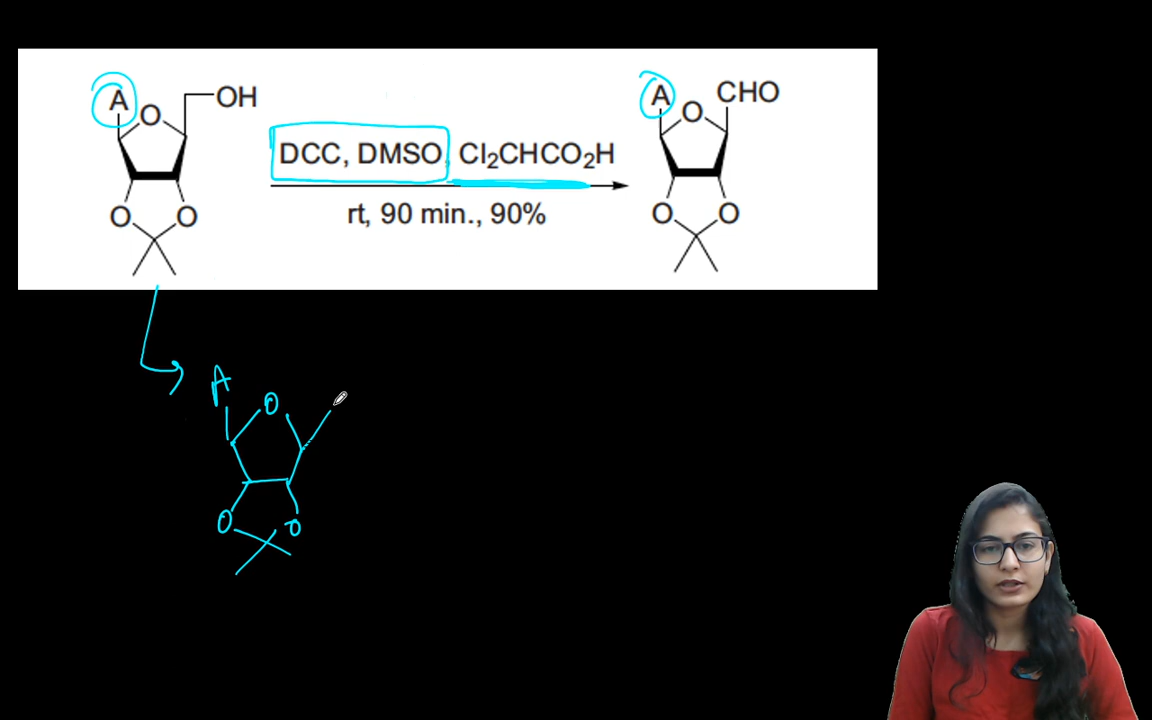 A O OH
DCC, DMSO, Cl₂CHCO₂H
rt, 90 min., 90%
O O
A O CHO
O O
A O
O O